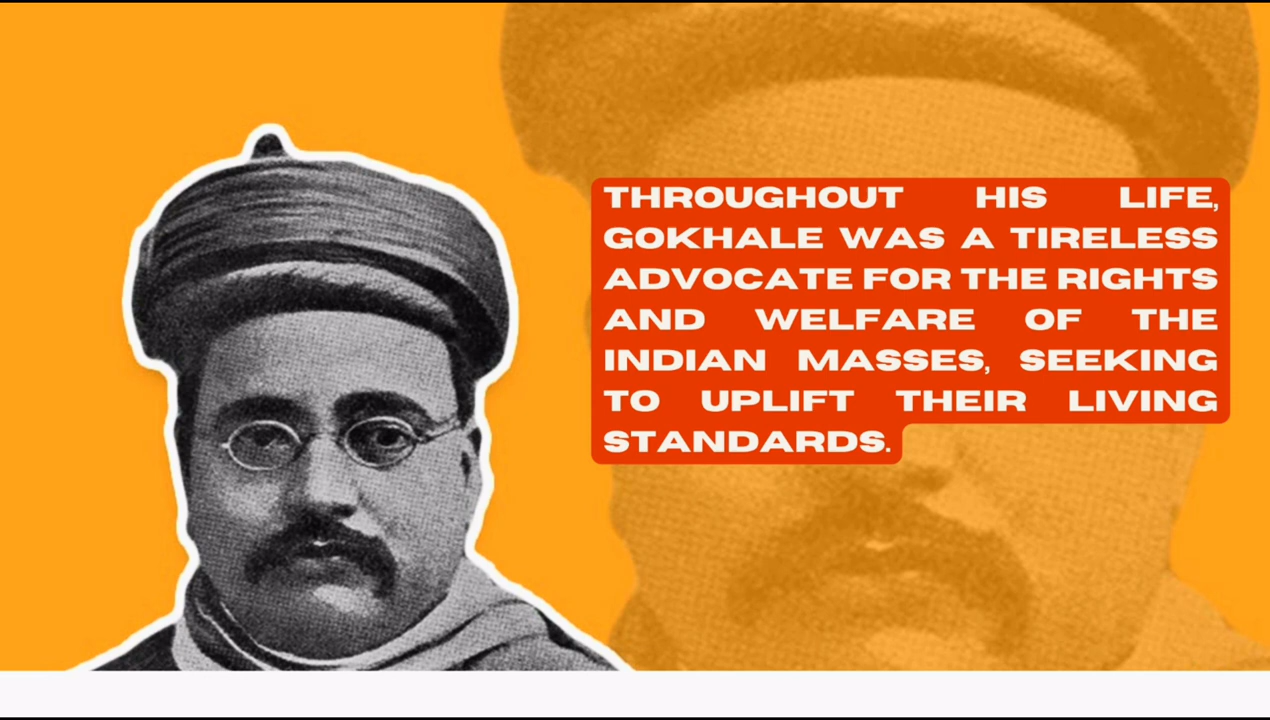 THROUGHOUT HIS LIFE,
GOKHALE WAS A TIRELESS
ADVOCATE FOR THE RIGHTS
AND WELFARE OF THE
INDIAN MASSES, SEEKING
TO UPLIFT THEIR LIVING
STANDARDS.